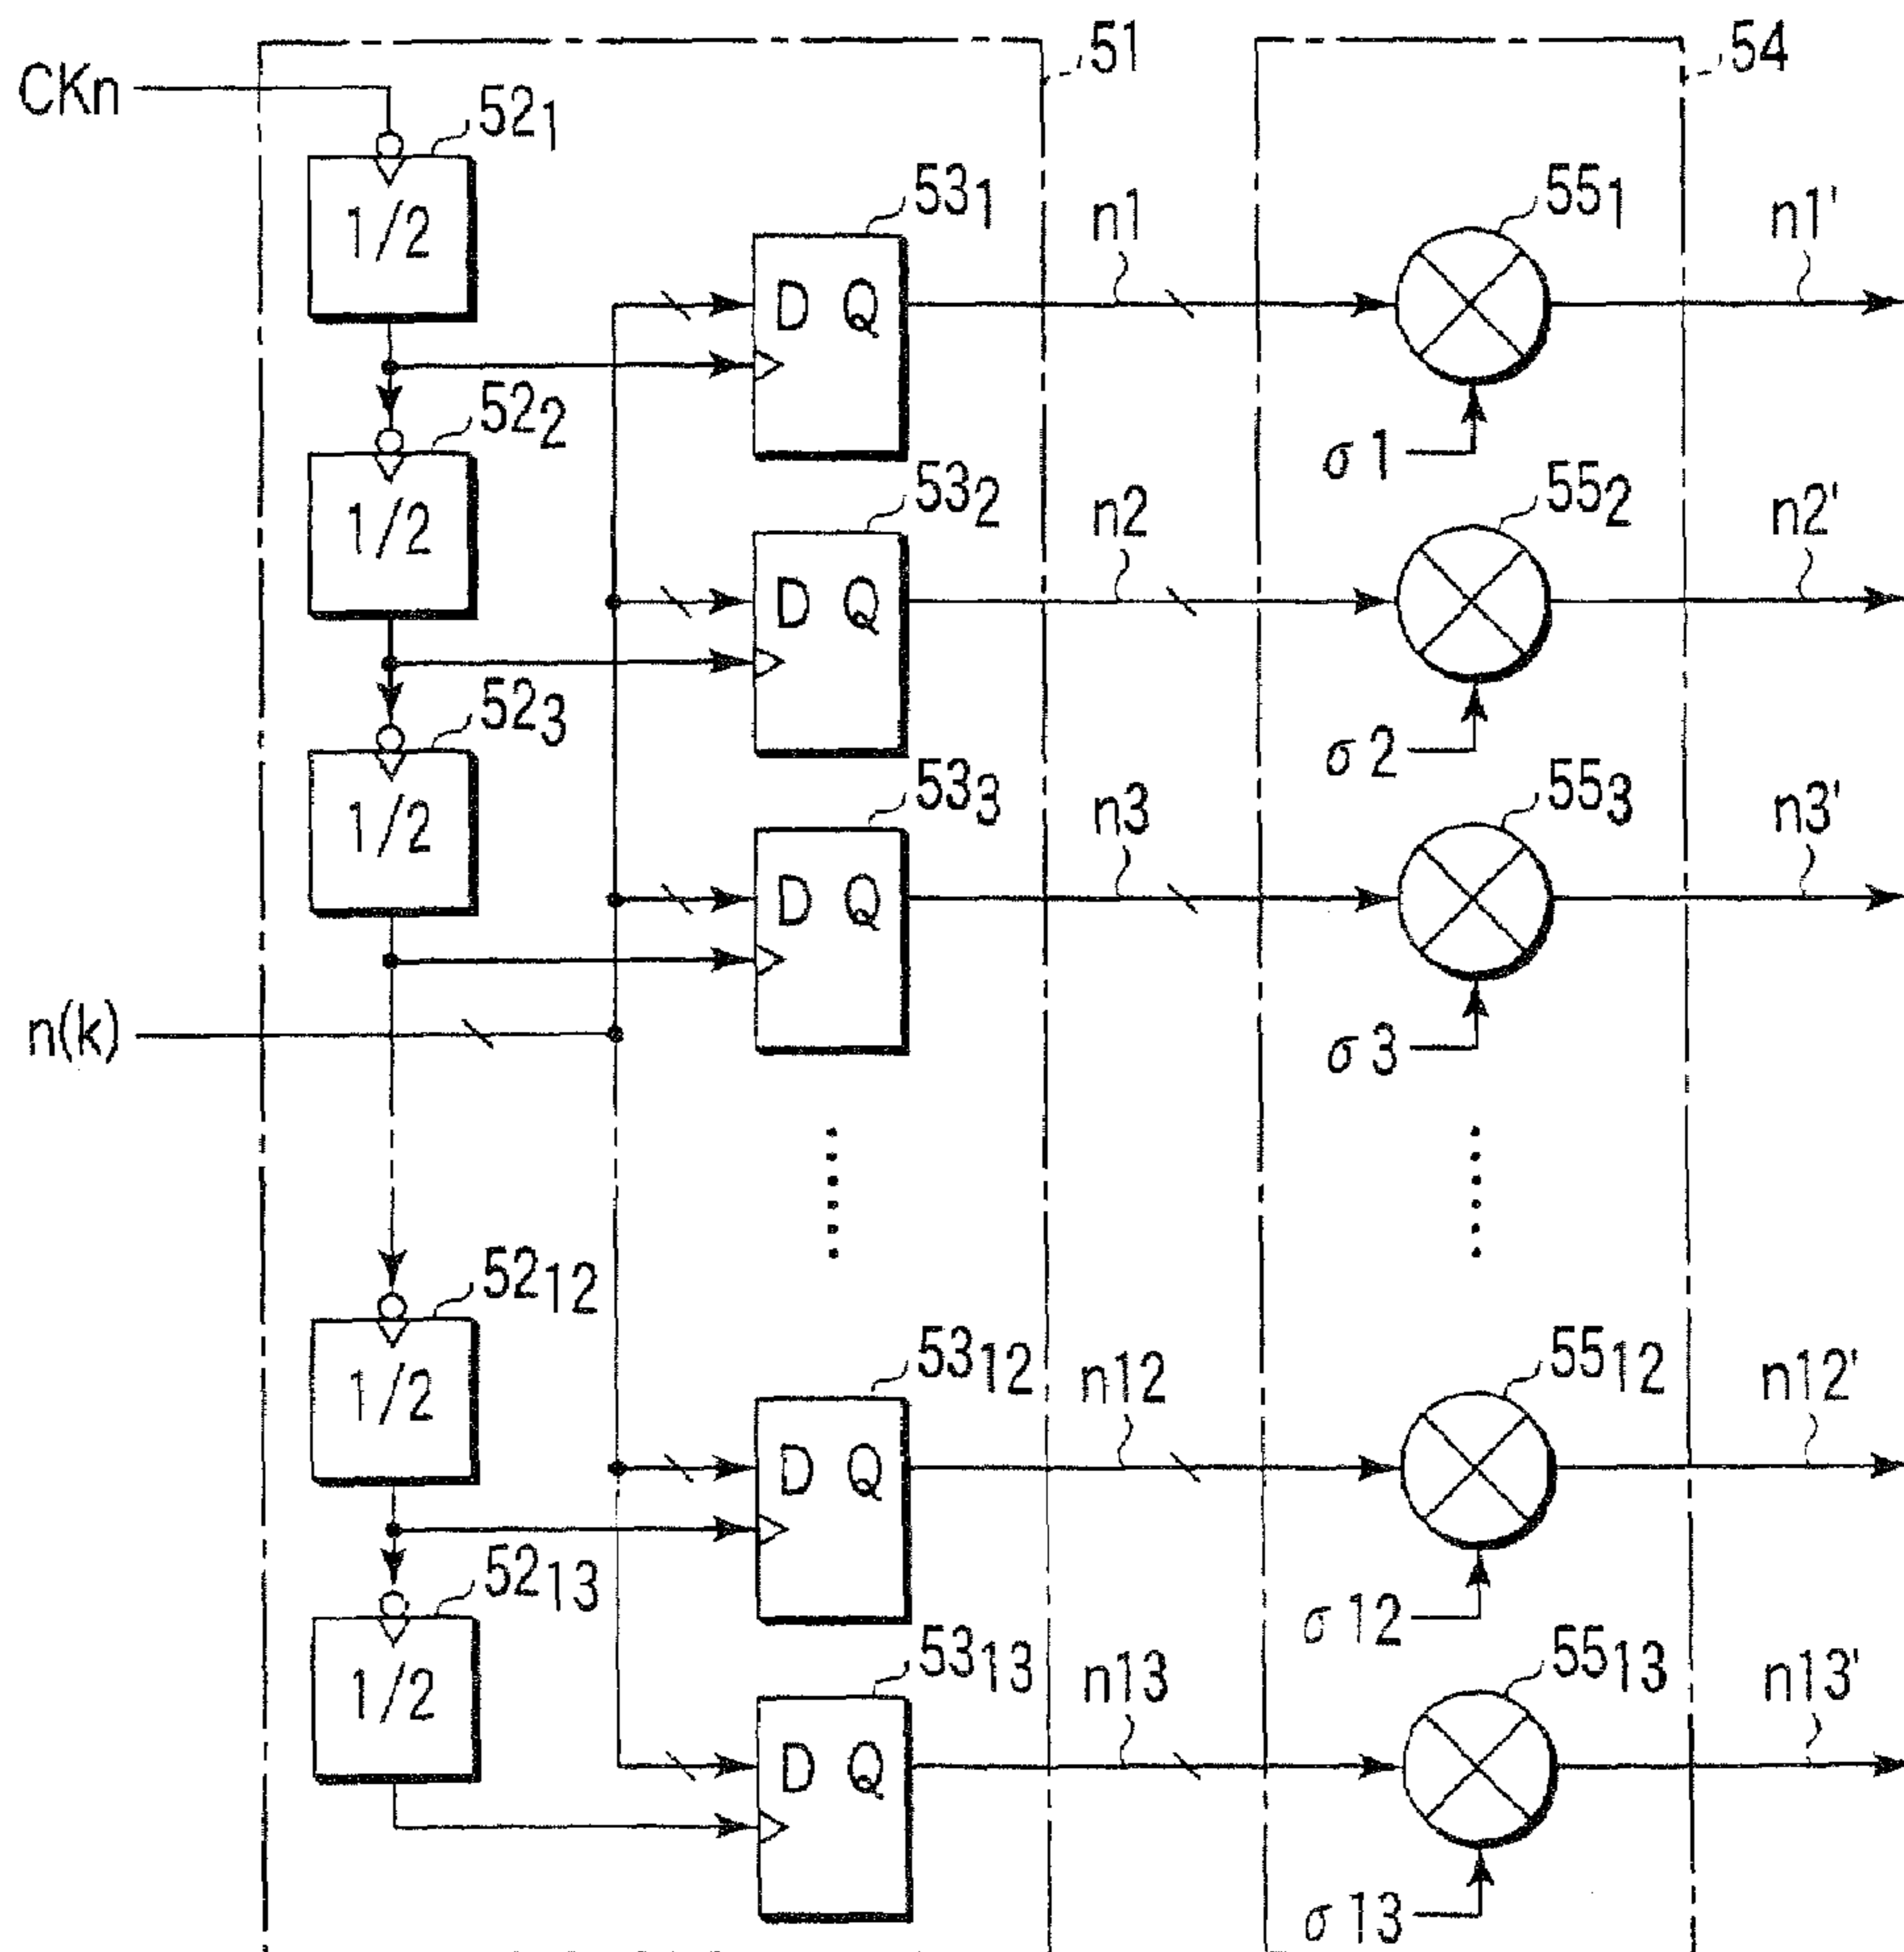 51
54
CKn
52₁
1/2
53₁
D Q
n1
55₁
n1'
σ1
52₂
1/2
53₂
D Q
n2
55₂
n2'
σ2
52₃
1/2
53₃
D Q
n3
55₃
n3'
σ3
n(k)
52₁₂
1/2
53₁₂
D Q
n12
55₁₂
n12'
σ12
52₁₃
1/2
53₁₃
D Q
n13
55₁₃
n13'
σ13